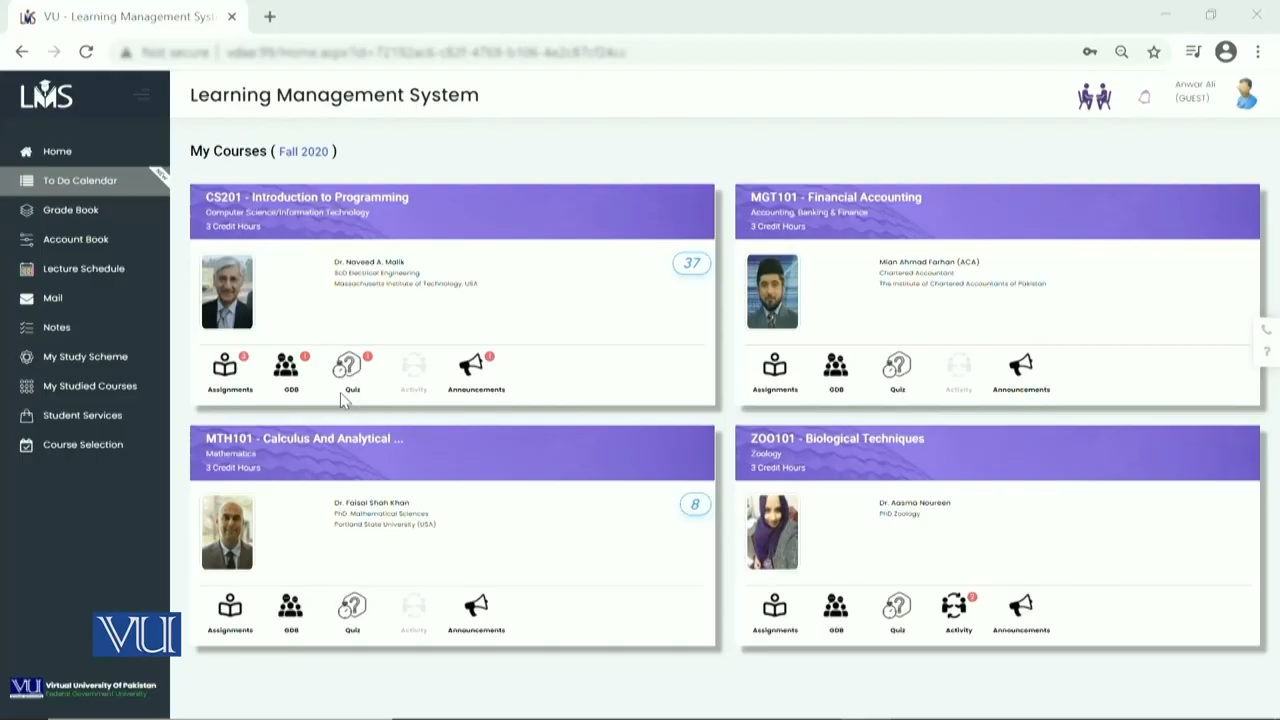 VU - Learning Management Syst
Not secure
LMS
Learning Management System
Anwar Ali
(GUEST)
Home
To Do Calendar
NEW
Grade Book
Account Book
Lecture Schedule
Mail
Notes
My Study Scheme
My Studied Courses
Student Services
Course Selection
My Courses ( Fall 2020 )
CS201 - Introduction to Programming
Computer Science/Information Technology
3 Credit Hours
Dr. Naveed A. Malik
ScD Electrical Engineering
Massachusetts Institute of Technology, USA
37
Assignments GDB Quiz Activity Announcements
MGT101 - Financial Accounting
Accounting, Banking & Finance
3 Credit Hours
Mian Ahmad Farhan (ACA)
Chartered Accountant
The Institute of Chartered Accountants of Pakistan
Assignments GDB Quiz Activity Announcements
MTH101 - Calculus And Analytical ...
Mathematics
3 Credit Hours
Dr. Faisal Shah Khan
PhD Mathematical Sciences
Portland State University (USA)
8
Assignments GDB Quiz Activity Announcements
ZOO101 - Biological Techniques
Zoology
3 Credit Hours
Dr. Aasma Noureen
PhD Zoology
Assignments GDB Quiz Activity Announcements
VU
VU Virtual University Of Pakistan
Federal Government University